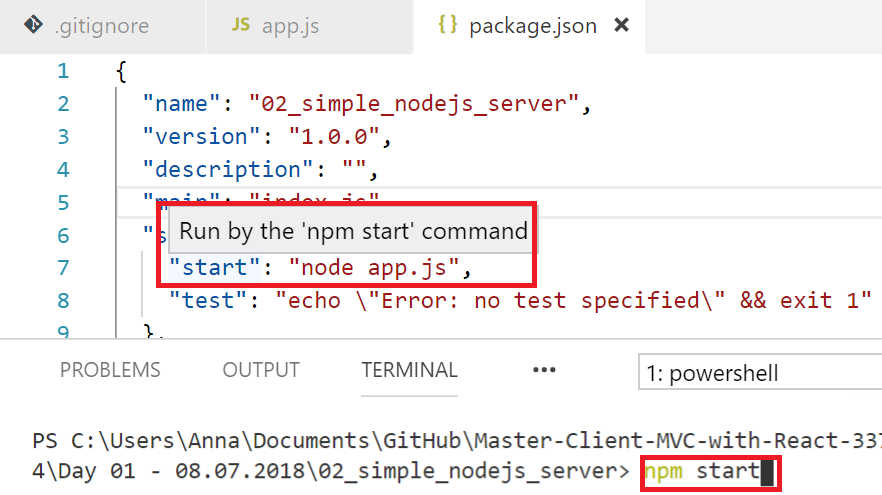 .gitignore JS app.js {} package.json ×
1 {
2 "name": "02_simple_nodejs_server",
3 "version": "1.0.0",
4 "description": "",
5 "main": "index.js"
6 "s
Run by the 'npm start' command
7 "start": "node app.js",
8 "test": "echo \"Error: no test specified\" && exit 1"
9 },
PROBLEMS OUTPUT TERMINAL ••• 1: powershell
PS C:\Users\Anna\Documents\GitHub\Master-Client-MVC-with-React-337
4\Day 01 - 08.07.2018\02_simple_nodejs_server> npm start